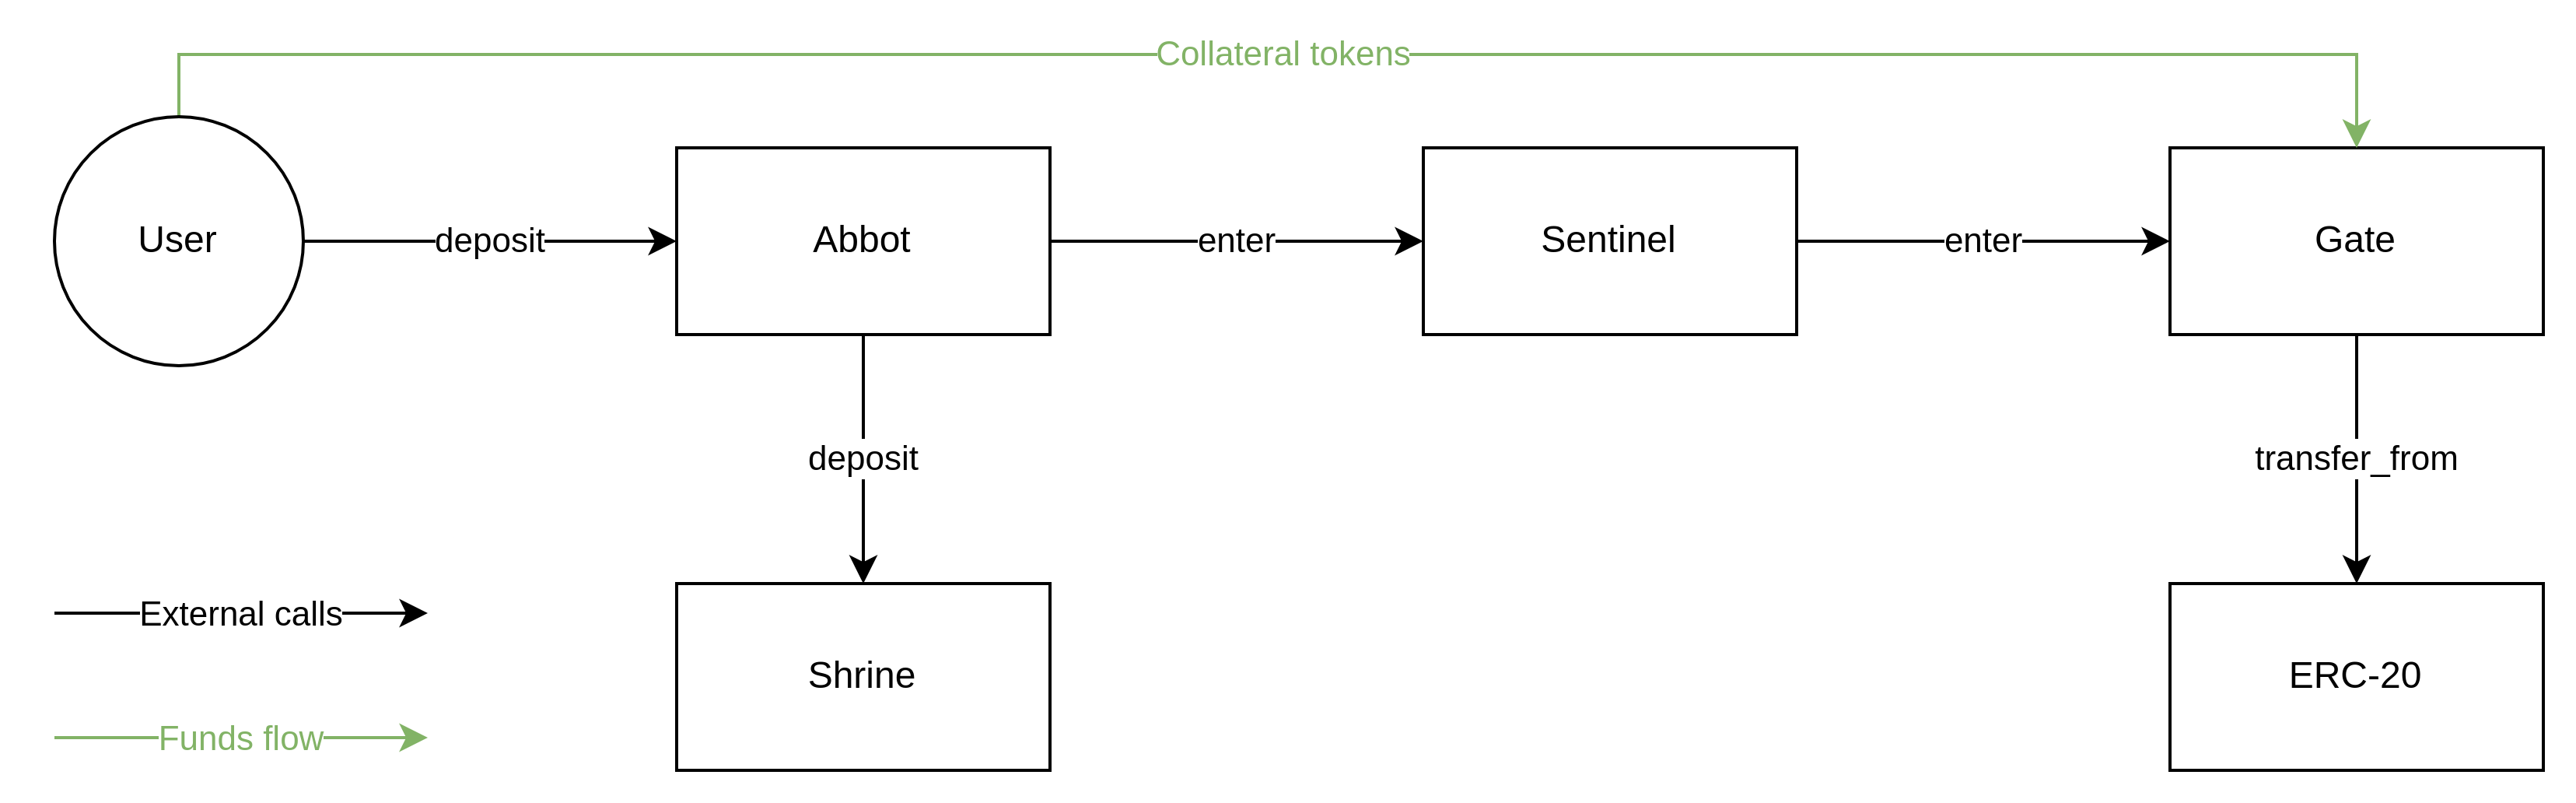 Collateral tokens
User
deposit
Abbot
enter
Sentinel
enter
Gate
deposit
transfer_from
External calls
Shrine
ERC-20
Funds flow